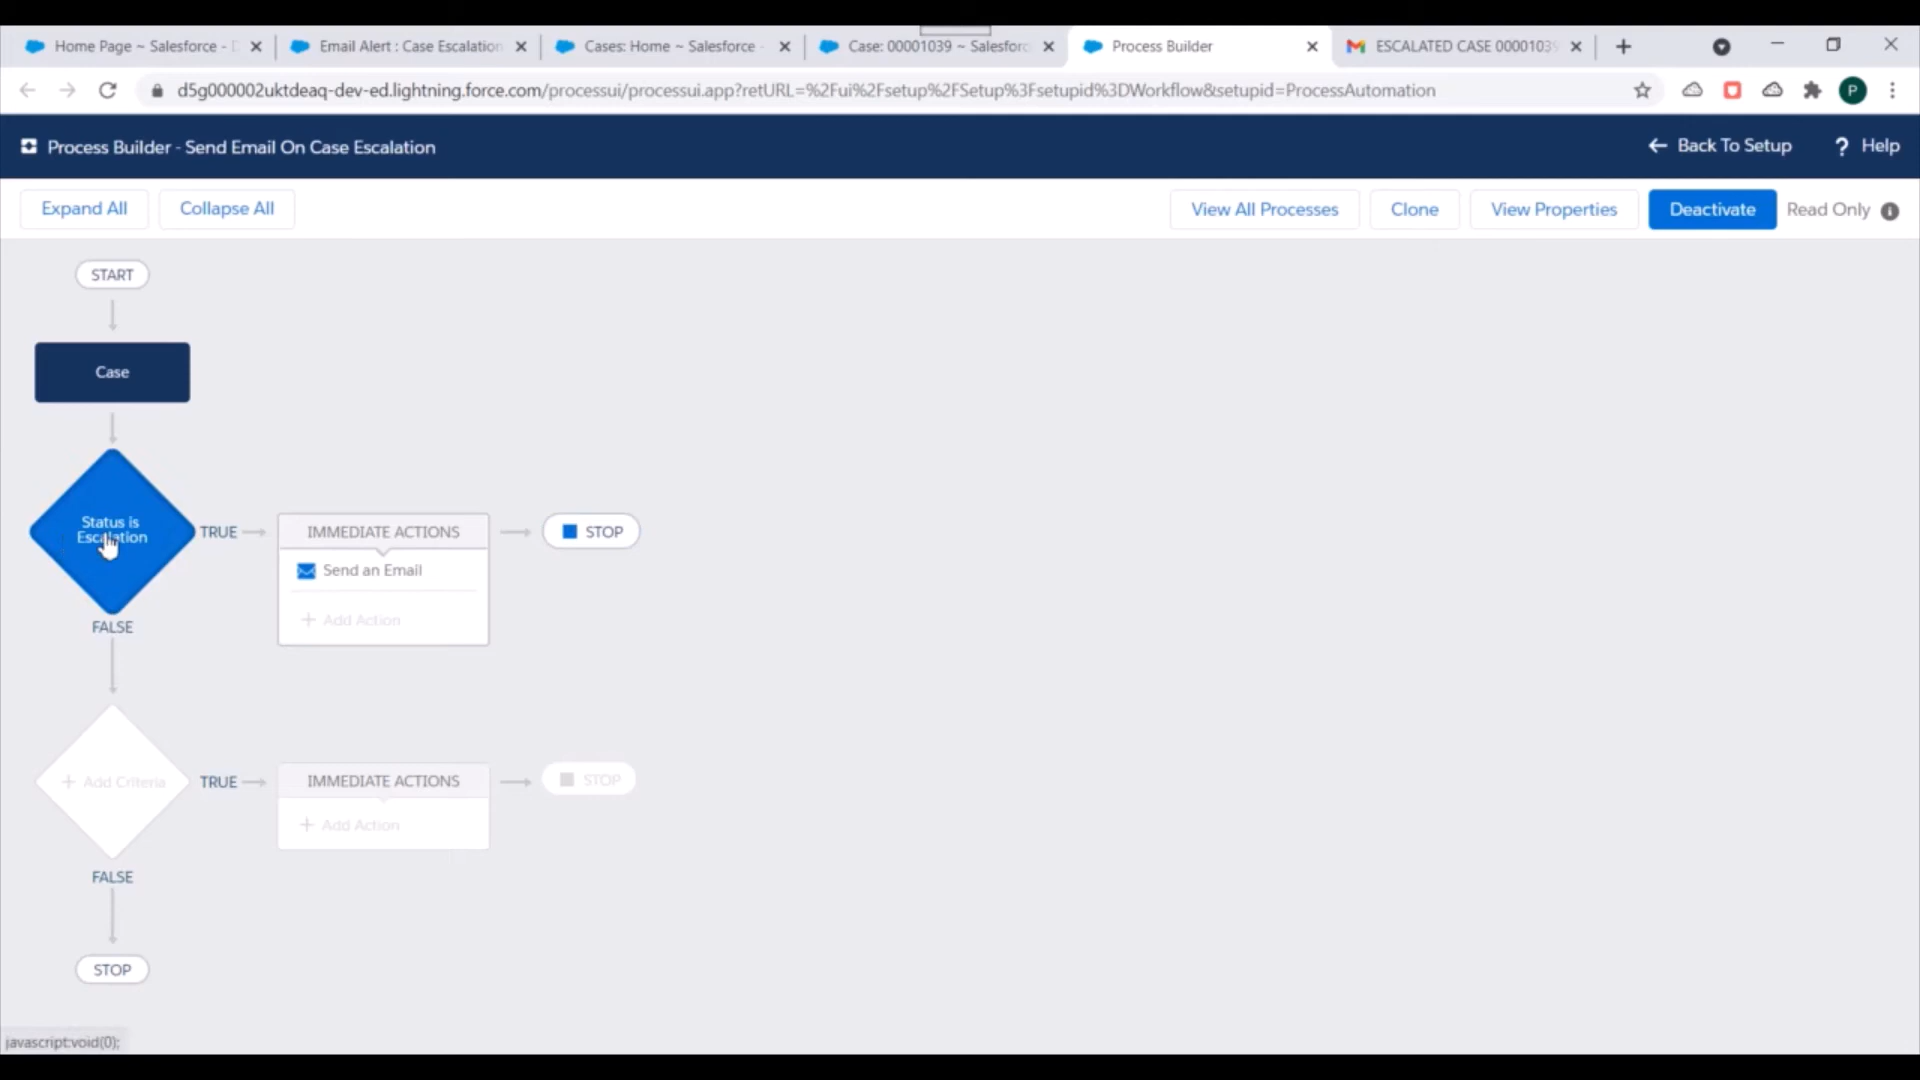 Home Page ~ Salesforce - D
Email Alert : Case Escalation
Cases: Home ~ Salesforce -
Case: 00001039 ~ Salesforc
Process Builder
ESCALATED CASE 00001039
d5g000002uktdeaq-dev-ed.lightning.force.com/processui/processui.app?retURL=%2Fui%2Fsetup%2FSetup%3Fsetupid%3DWorkflow&setupid=ProcessAutomation
P
Process Builder - Send Email On Case Escalation
Back To Setup
? Help
Expand All
Collapse All
View All Processes
Clone
View Properties
Deactivate
Read Only
START
Case
Status is
Escalation
TRUE
IMMEDIATE ACTIONS
STOP
Send an Email
+ Add Action
FALSE
+ Add Criteria
TRUE
IMMEDIATE ACTIONS
STOP
+ Add Action
FALSE
STOP
javascript:void(0);